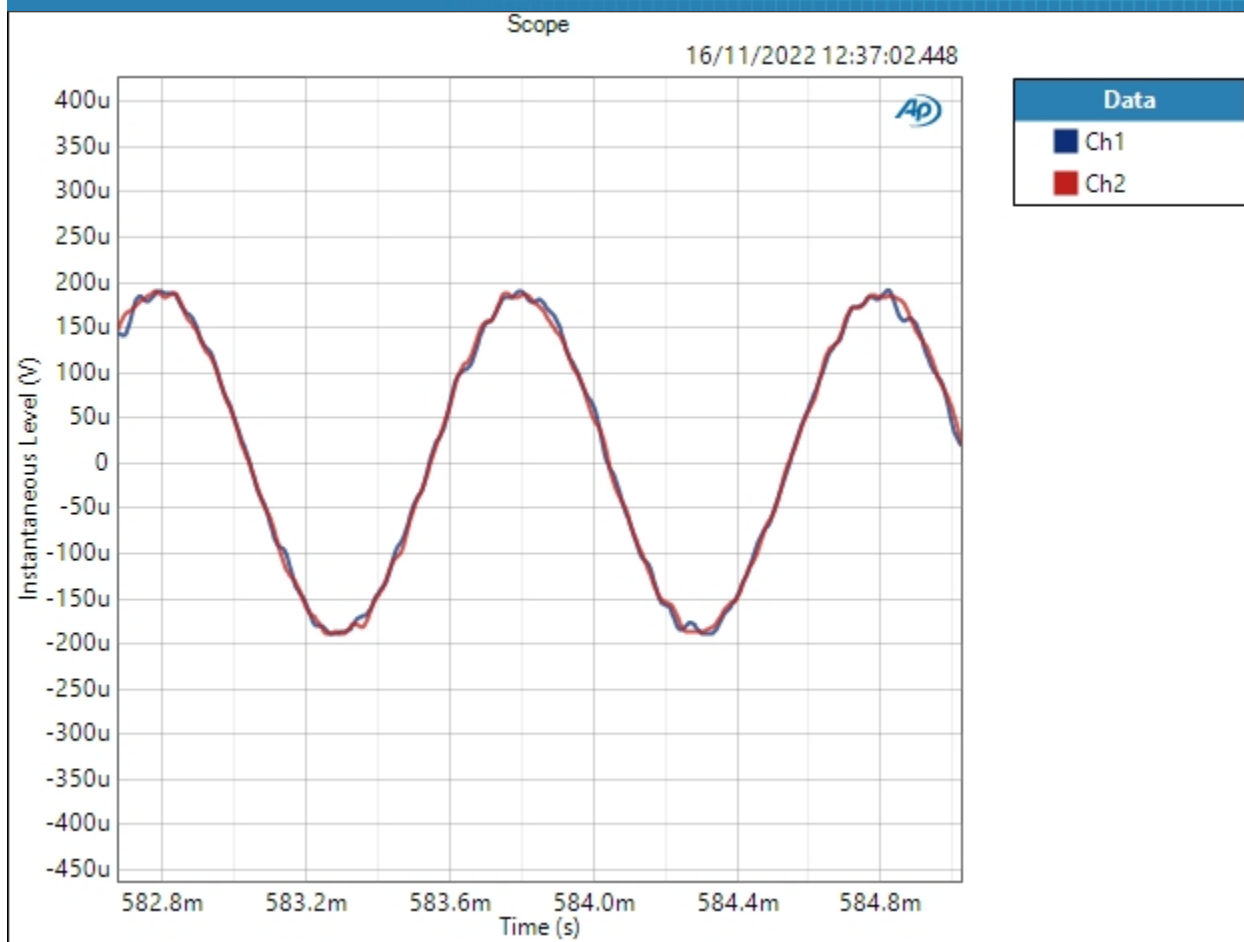 Scope
16/11/2022 12:37:02.448
AP
Data
Ch1
Ch2
400u
350u
300u
250u
200u
150u
100u
50u
0
-50u
-100u
-150u
-200u
-250u
-300u
-350u
-400u
-450u
Instantaneous Level (V)
582.8m 583.2m 583.6m 584.0m 584.4m 584.8m
Time (s)